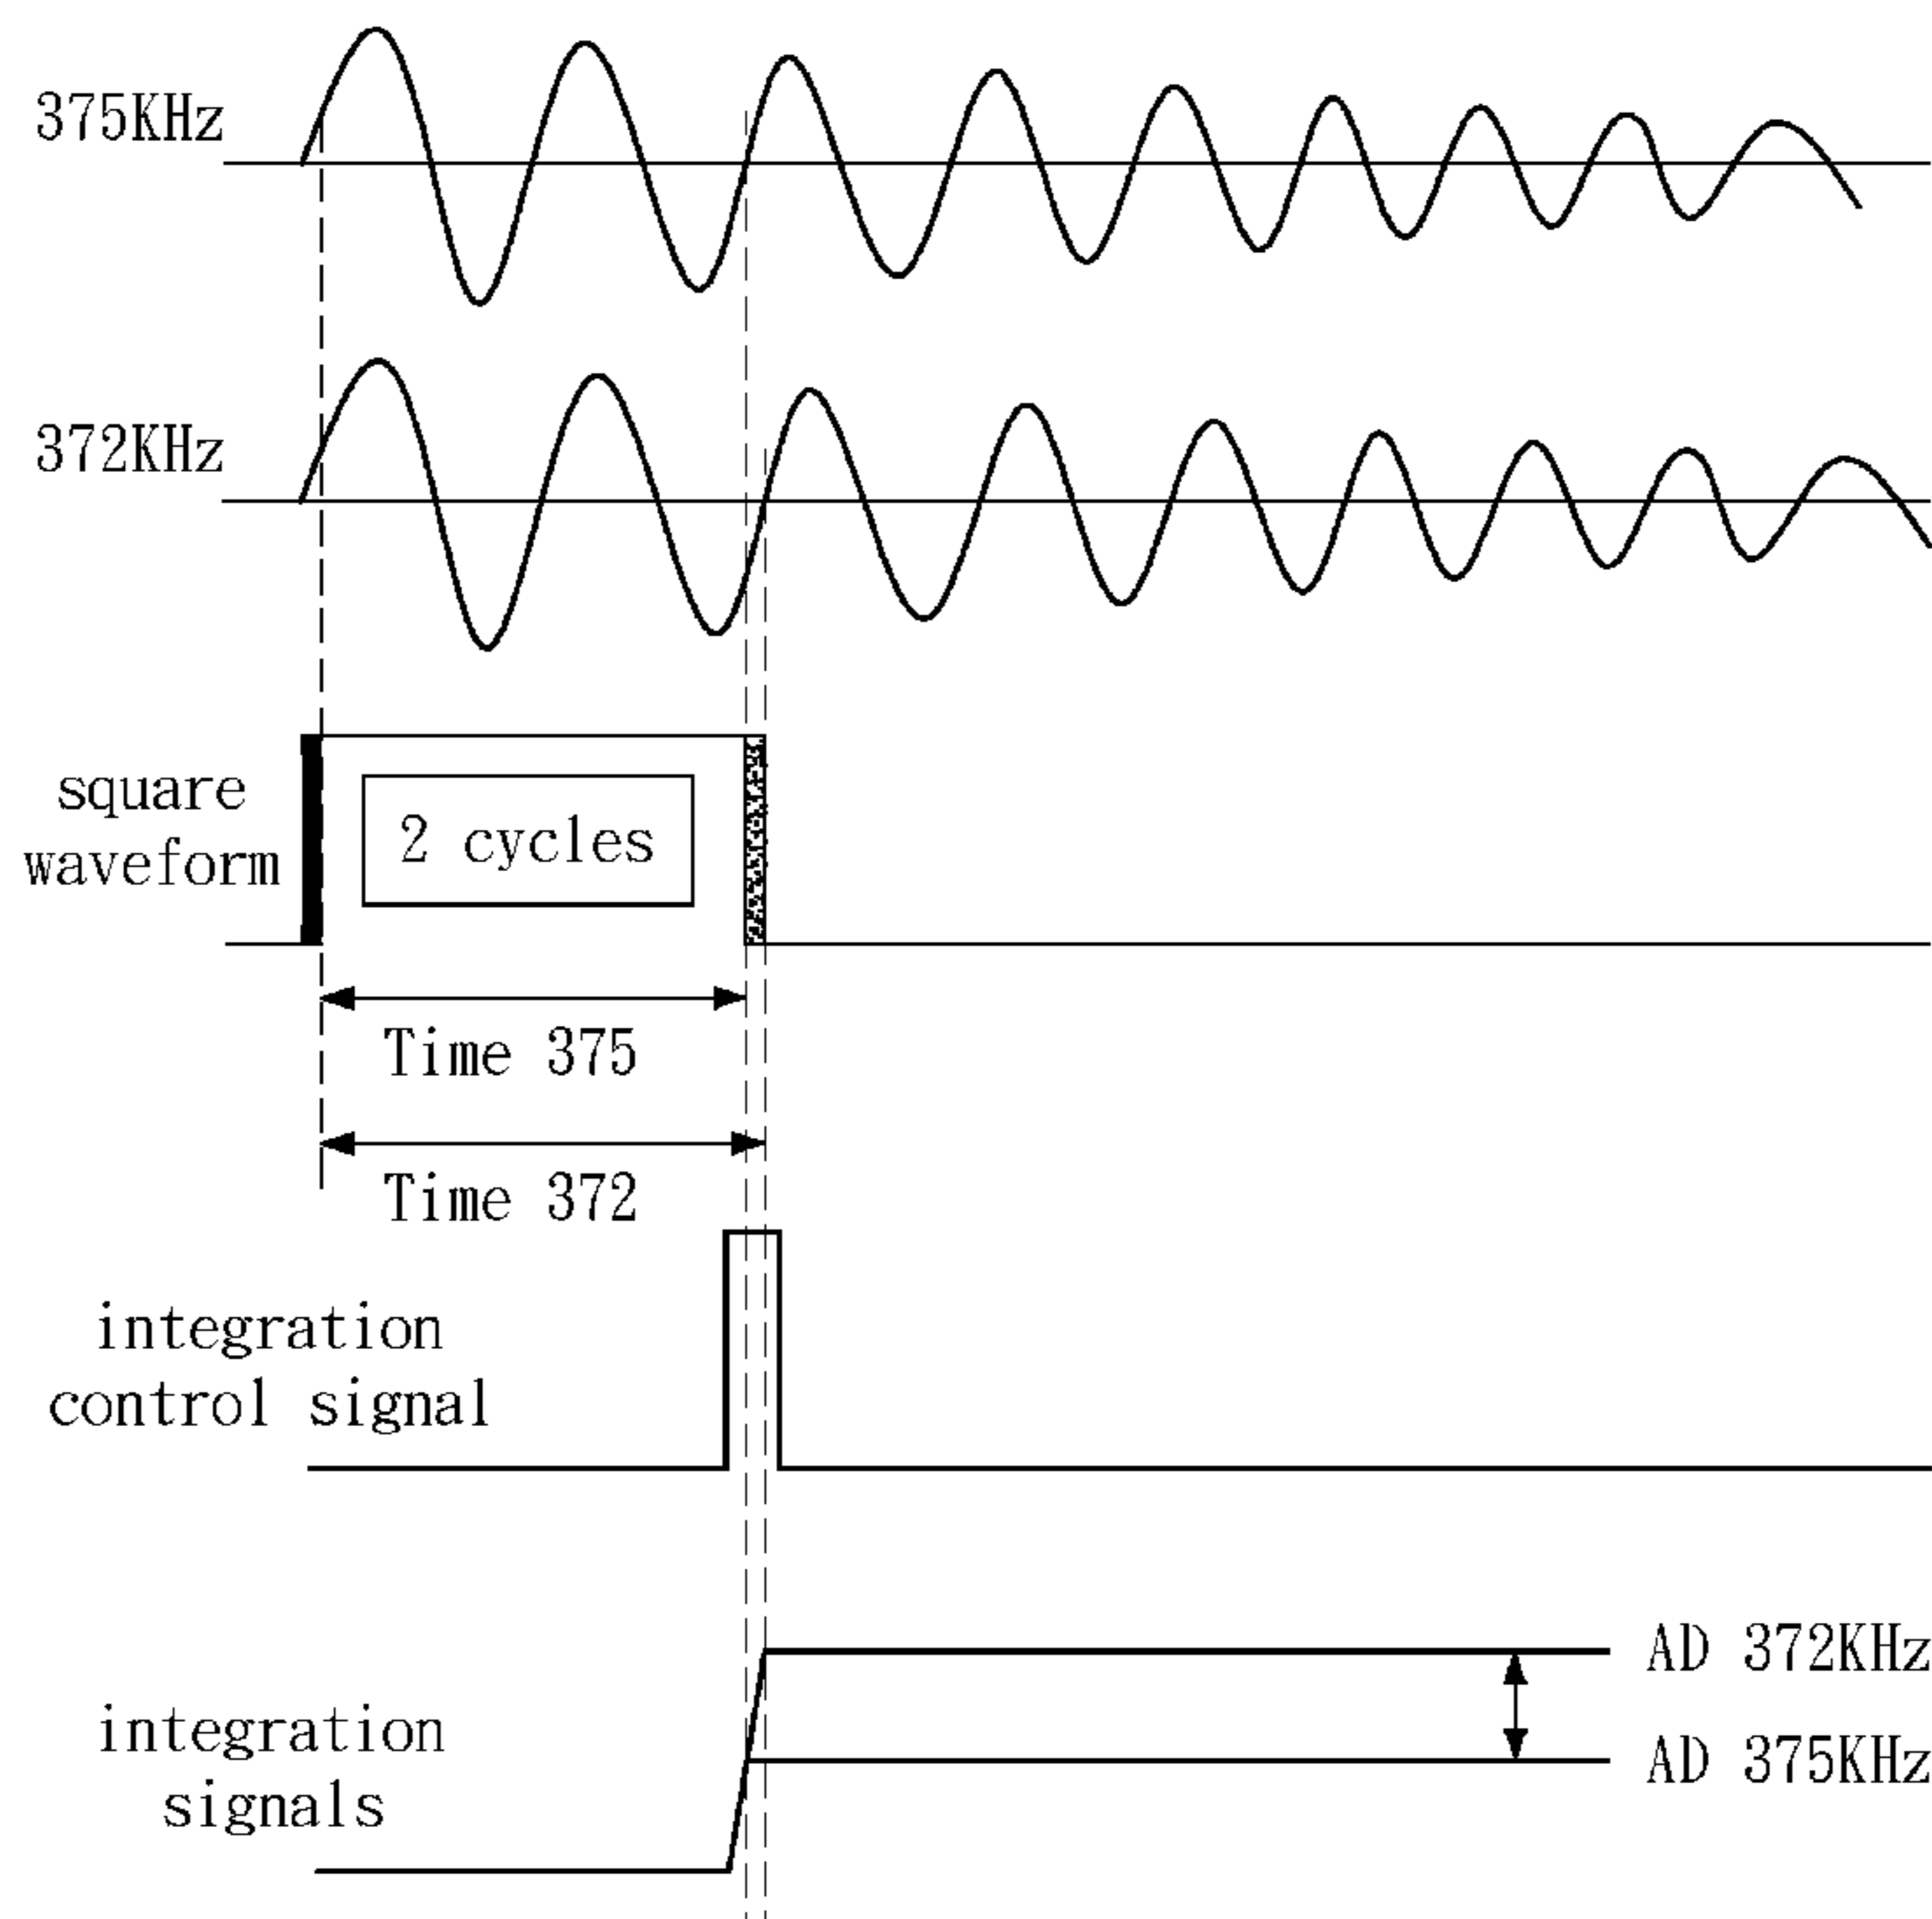 375KHz
372KHz
square
waveform
2 cycles
Time 375
Time 372
integration
control signal
AD 372KHz
integration
signals
AD 375KHz